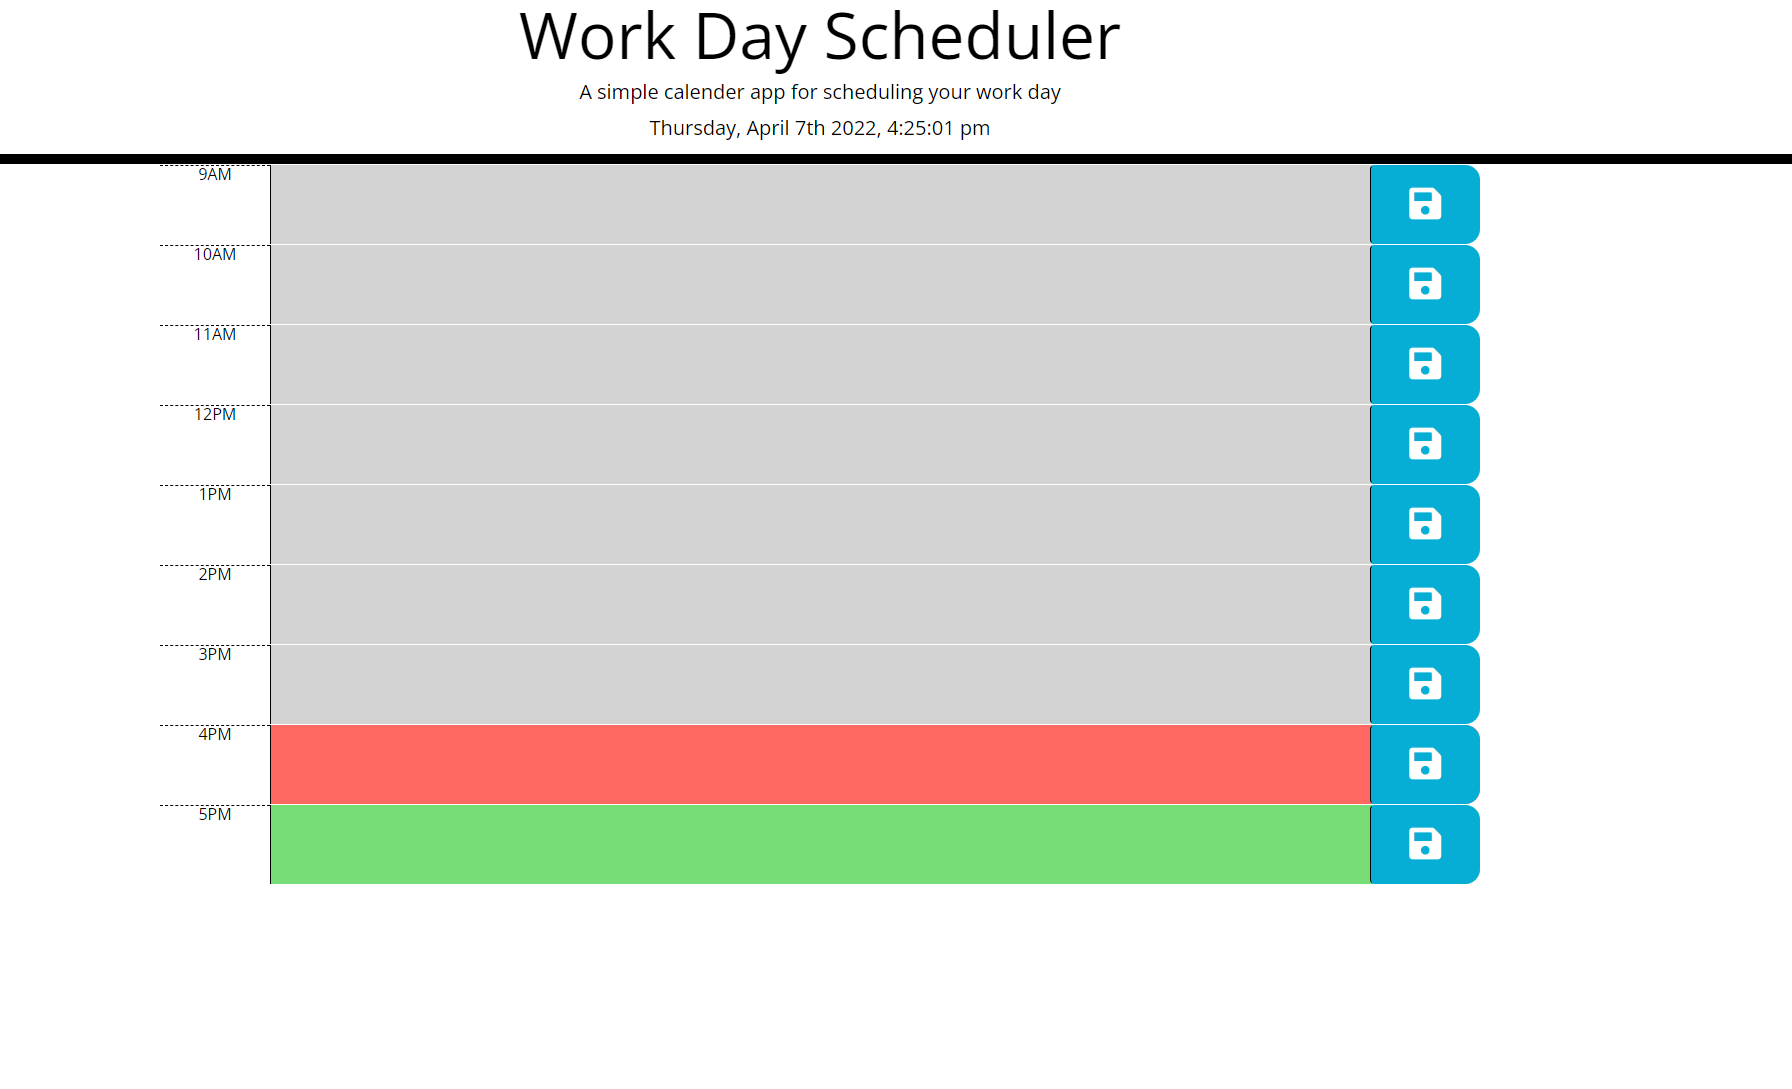 Work Day Scheduler
A simple calender app for scheduling your work day
Thursday, April 7th 2022, 4:25:01 pm
9AM
10AM
11AM
12PM
1PM
2PM
3PM
4PM
5PM